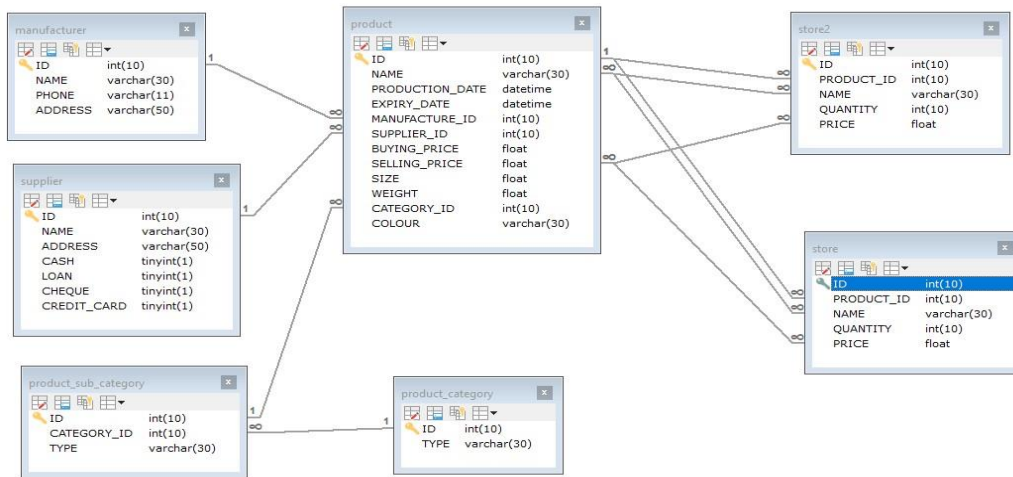 manufacturer
ID int(10)
NAME varchar(30)
PHONE varchar(11)
ADDRESS varchar(50)
supplier
ID int(10)
NAME varchar(30)
ADDRESS varchar(50)
CASH tinyint(1)
LOAN tinyint(1)
CHEQUE tinyint(1)
CREDIT_CARD tinyint(1)
product_sub_category
ID int(10)
CATEGORY_ID int(10)
TYPE varchar(30)
product
ID int(10)
NAME varchar(30)
PRODUCTION_DATE datetime
EXPIRY_DATE datetime
MANUFACTURE_ID int(10)
SUPPLIER_ID int(10)
BUYING_PRICE float
SELLING_PRICE float
SIZE float
WEIGHT float
CATEGORY_ID int(10)
COLOUR varchar(30)
product_category
ID int(10)
TYPE varchar(30)
store2
ID int(10)
PRODUCT_ID int(10)
NAME varchar(30)
QUANTITY int(10)
PRICE float
store
ID int(10)
PRODUCT_ID int(10)
NAME varchar(30)
QUANTITY int(10)
PRICE float
1
∞
1
∞
1
∞
∞
1
1
∞
∞
∞
∞
∞
∞
∞
∞